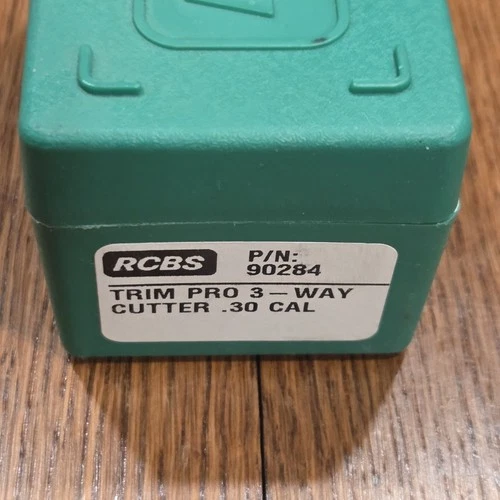 RCBS P/N:
90284
TRIM PRO 3-WAY
CUTTER .30 CAL